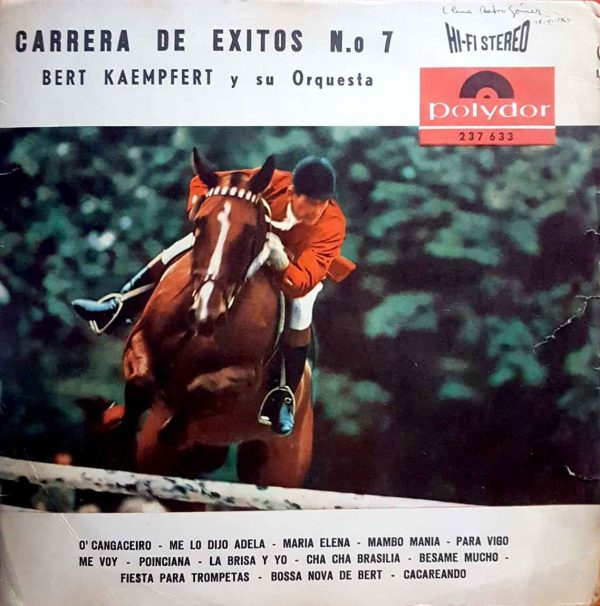 CARRERA DE EXITOS N.o 7
HI-FI STEREO
BERT KAEMPFERT y su Orquesta
polydor
237 633
O' CANGACEIRO - ME LO DIJO ADELA - MARIA ELENA - MAMBO MANIA - PARA VIGO
ME VOY - POINCIANA - LA BRISA Y YO - CHA CHA BRASILIA - BESAME MUCHO -
FIESTA PARA TROMPETAS - BOSSA NOVA DE BERT - CACAREANDO